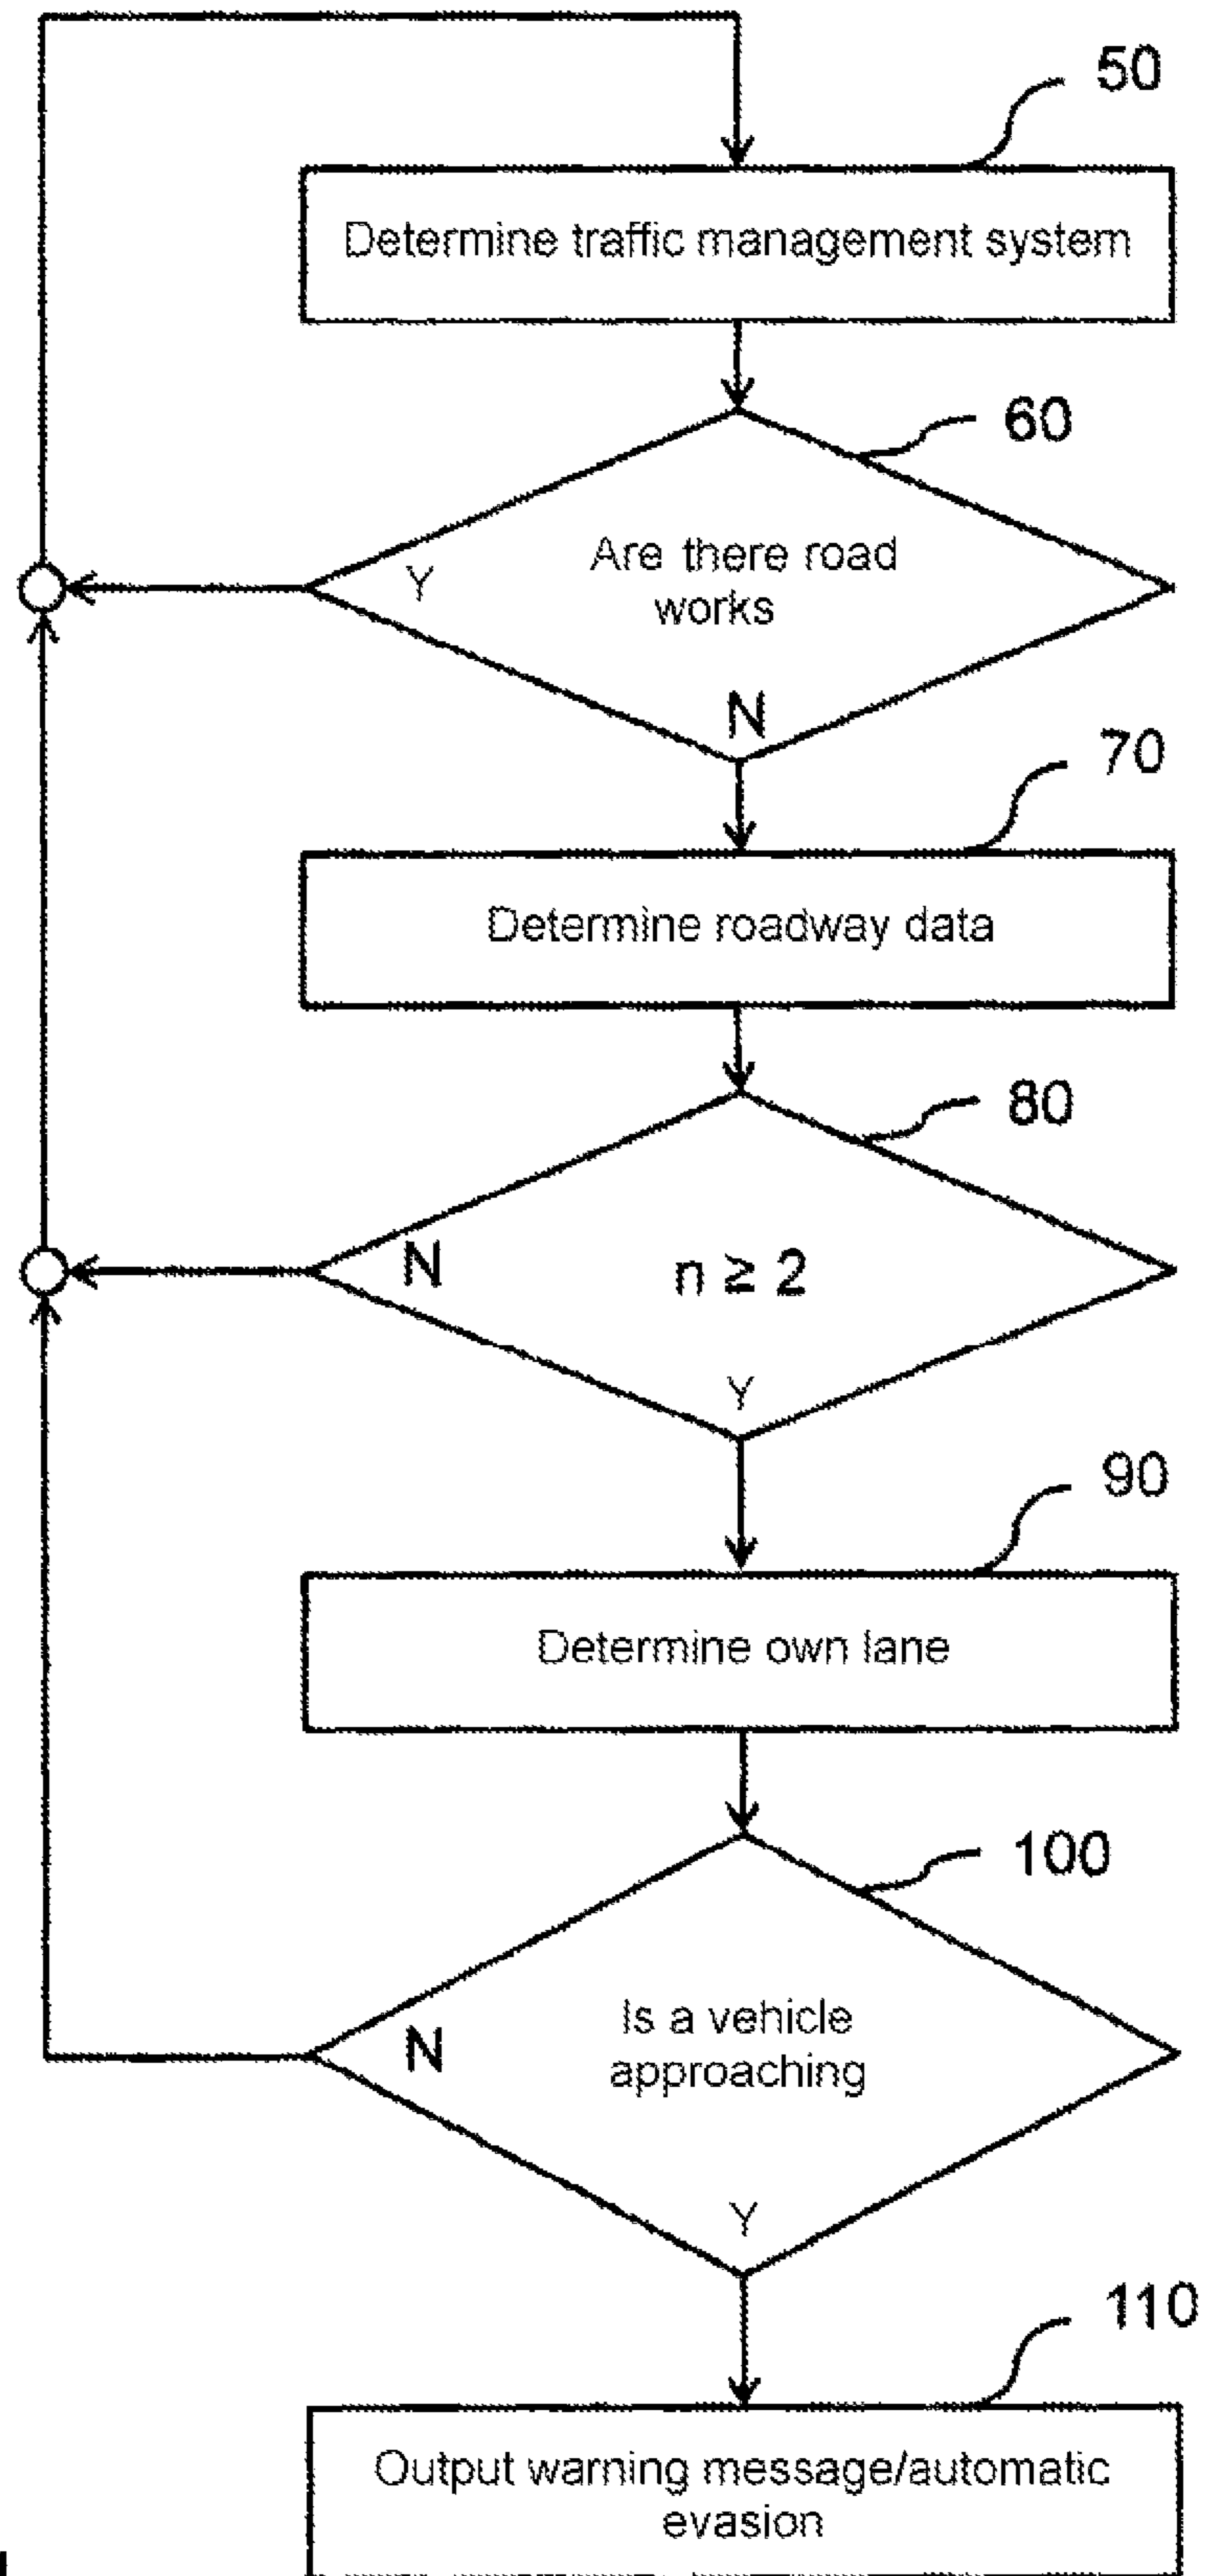 50
Determine traffic management system
60
Are there road
works
Y
N
70
Determine roadway data
80
N
n ≥ 2
Y
90
Determine own lane
100
Is a vehicle
approaching
N
Y
110
Output warning message/automatic
evasion